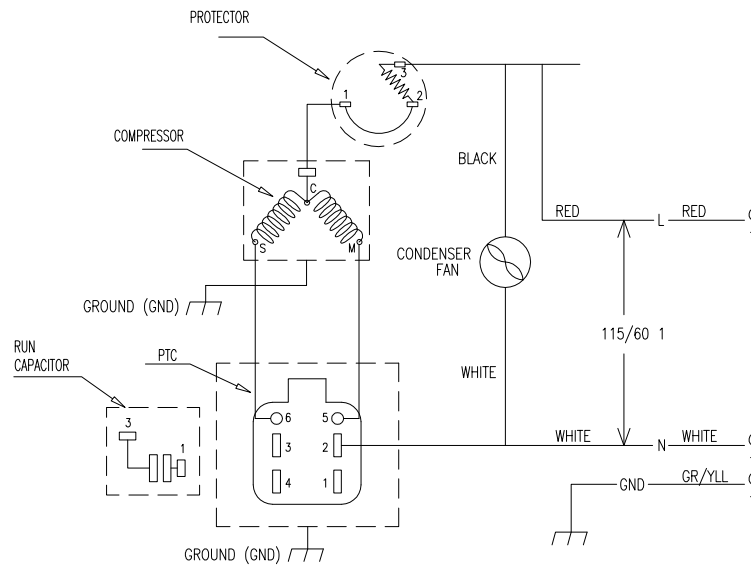 PROTECTOR
3
1
2
COMPRESSOR
BLACK
C
RED
L
RED
S
M
CONDENSER
FAN
GROUND (GND)
115/60 1
RUN
CAPACITOR
PTC
WHITE
3
1
6
5
3
2
WHITE
N
WHITE
4
1
GND
GR/YLL
GROUND (GND)